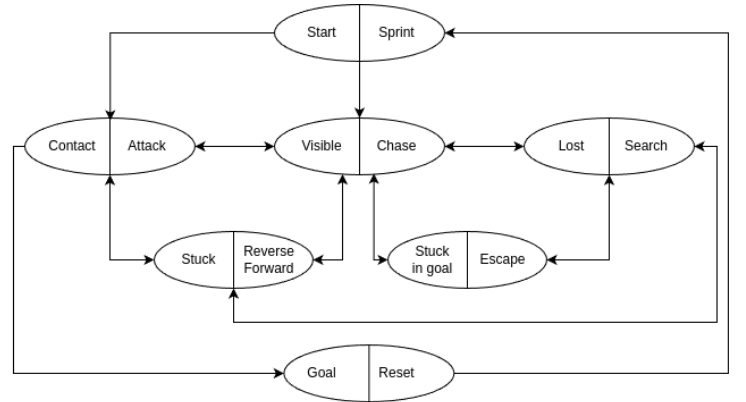 Start Sprint
Contact Attack Visible Chase Lost Search
Stuck Reverse
Forward
Stuck
in goal Escape
Goal Reset